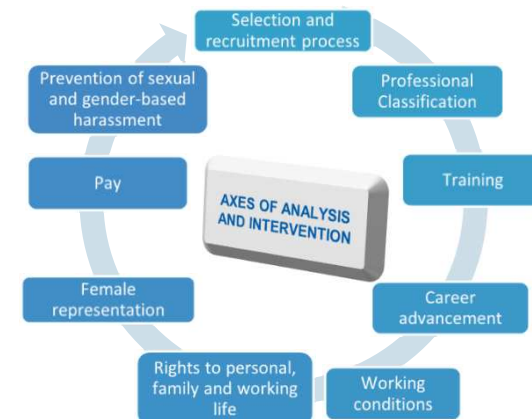 Selection and
recruitment process
Professional
Classification
Training
Career
advancement
Working
conditions
Rights to personal,
family and working
life
Female
representation
Pay
Prevention of sexual
and gender-based
harassment
AXES OF ANALYSIS
AND INTERVENTION